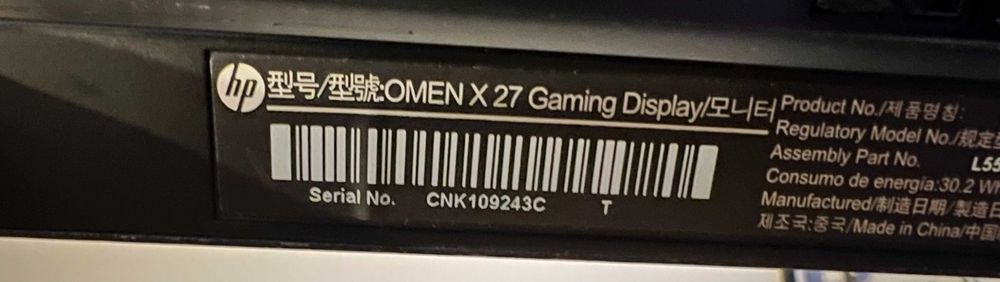 hp 型号/型號:OMEN X 27 Gaming Display/모니터
Serial No. CNK109243C T
Product No./제품명칭:
Regulatory Model No./规定
Assembly Part No. L55
Consumo de energia:30.2 W
Manufactured/制造日期/製造日
제조국:중국/Made in China/中国